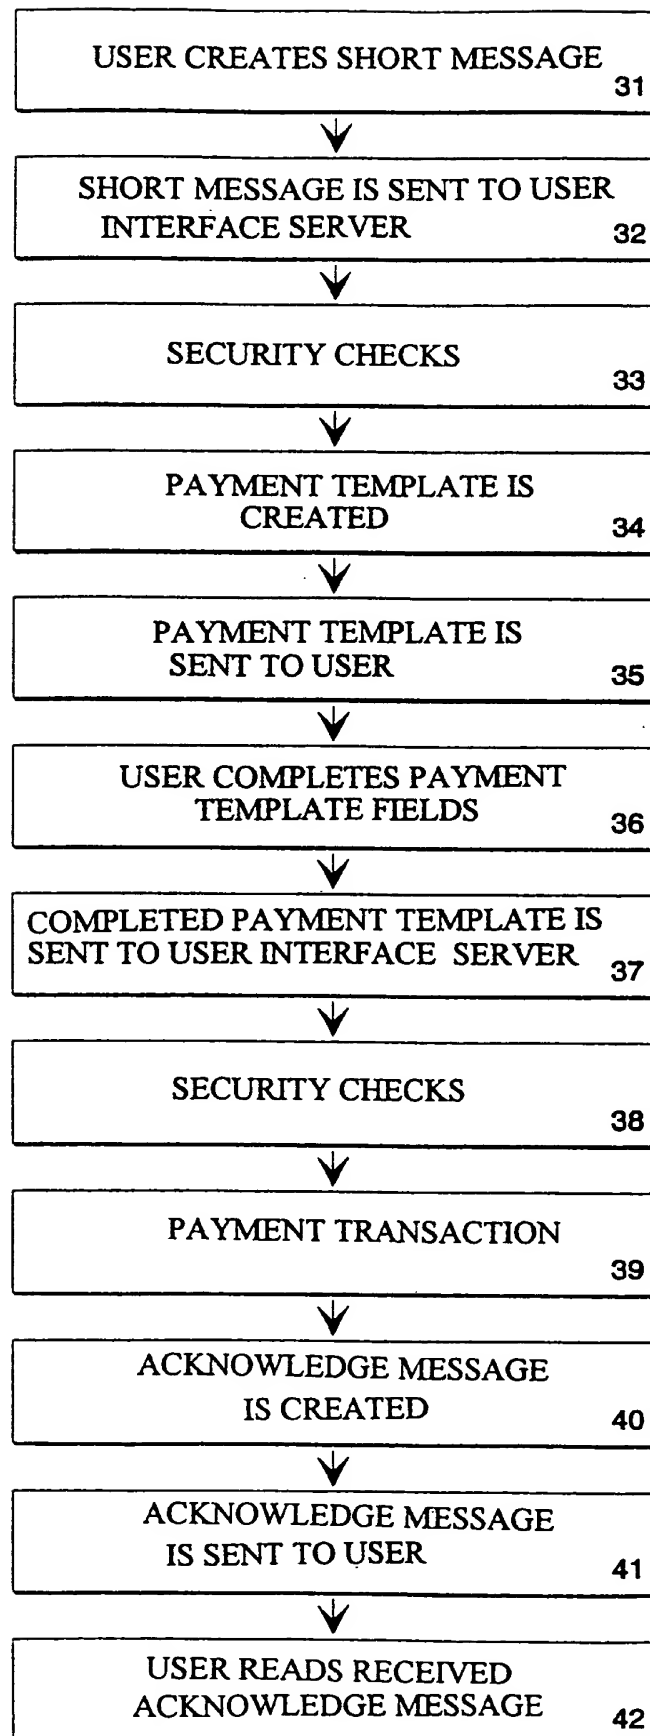 USER CREATES SHORT MESSAGE
31
SHORT MESSAGE IS SENT TO USER
INTERFACE SERVER
32
SECURITY CHECKS
33
PAYMENT TEMPLATE IS
CREATED
34
PAYMENT TEMPLATE IS
SENT TO USER
35
USER COMPLETES PAYMENT
TEMPLATE FIELDS
36
COMPLETED PAYMENT TEMPLATE IS
SENT TO USER INTERFACE SERVER
37
SECURITY CHECKS
38
PAYMENT TRANSACTION
39
ACKNOWLEDGE MESSAGE
IS CREATED
40
ACKNOWLEDGE MESSAGE
IS SENT TO USER
41
USER READS RECEIVED
ACKNOWLEDGE MESSAGE
42